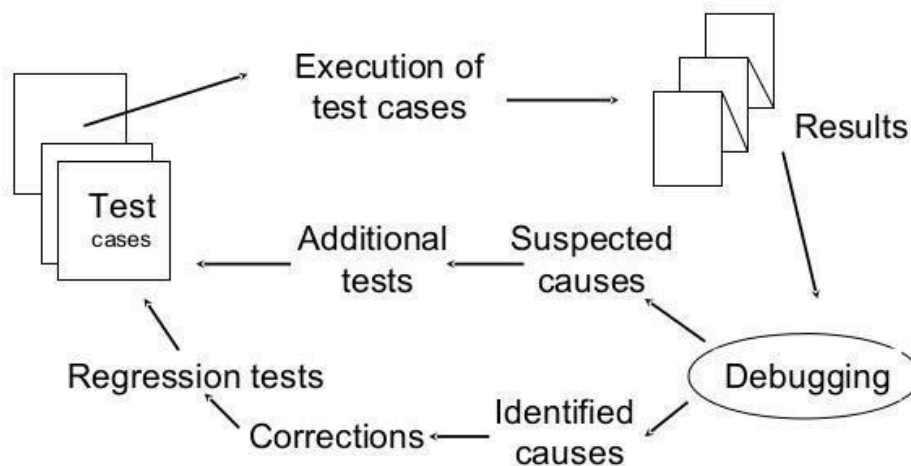 Execution of
test cases
Results
Test
cases
Additional
tests
Suspected
causes
Debugging
Regression tests
Identified
causes
Corrections